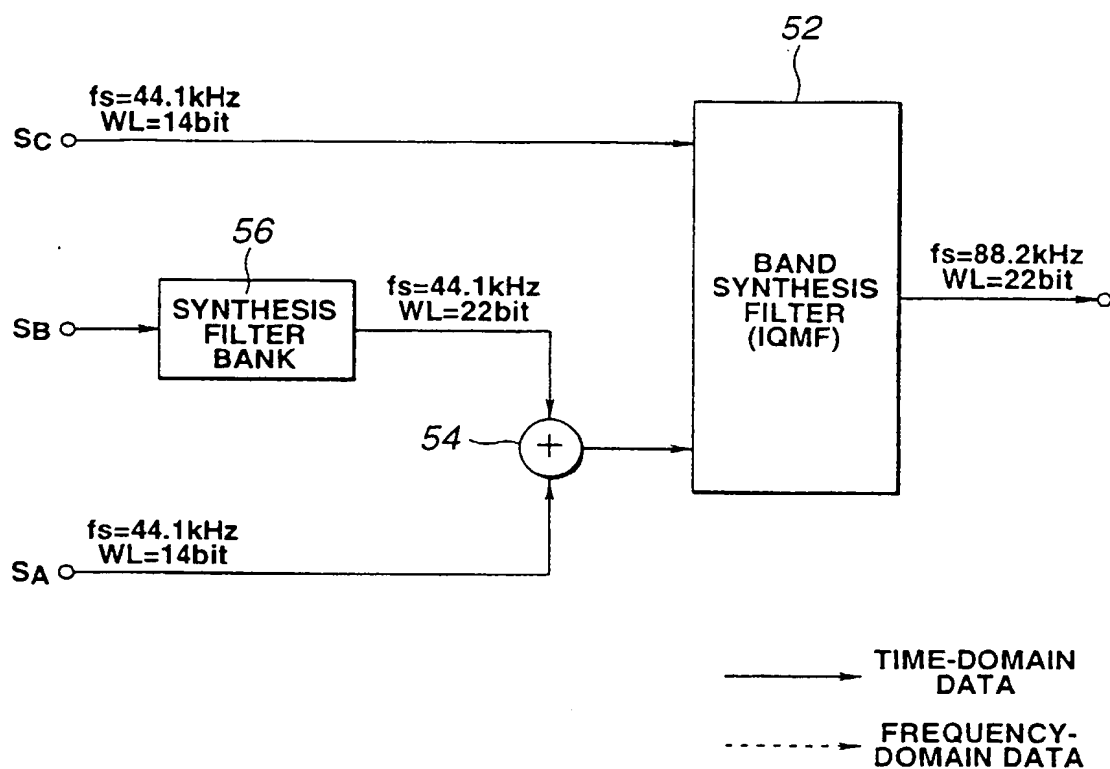 52
fs=44.1kHz
WL=14bit
SC
56
SYNTHESIS
FILTER
BANK
fs=44.1kHz
WL=22bit
SB
BAND
SYNTHESIS
FILTER
(IQMF)
fs=88.2kHz
WL=22bit
54
+
fs=44.1kHz
WL=14bit
SA
TIME-DOMAIN
DATA
FREQUENCY-
DOMAIN DATA